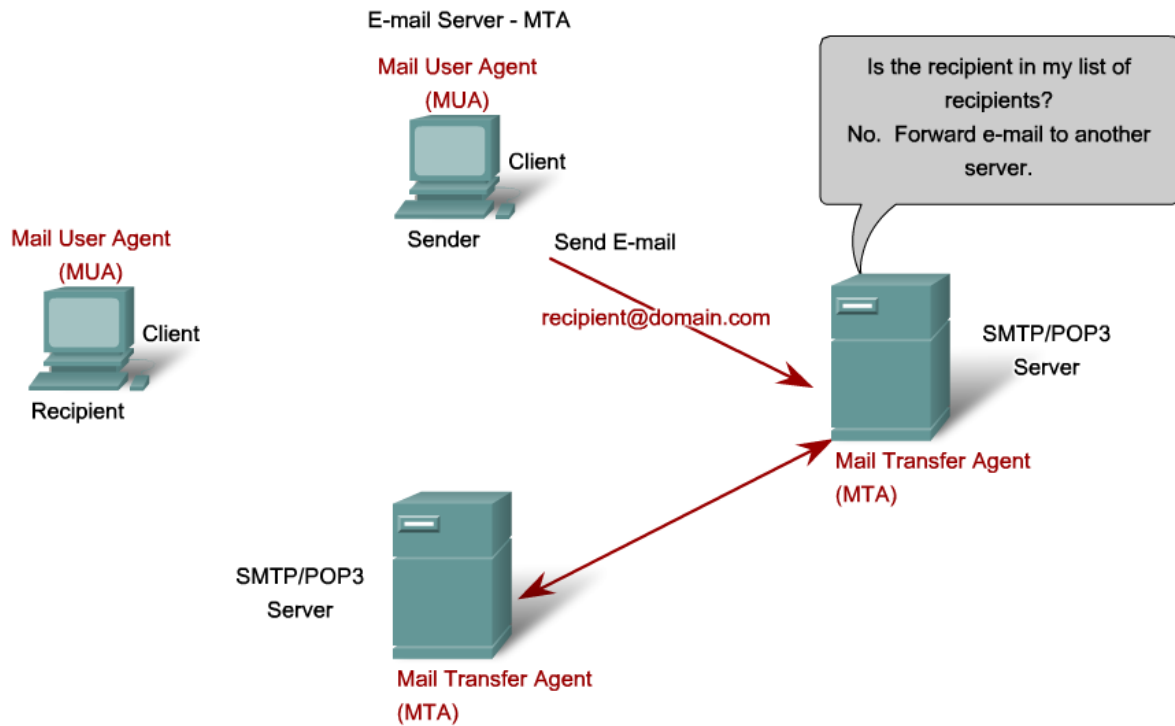 E-mail Server - MTA
Mail User Agent
(MUA)
Client
Sender
Is the recipient in my list of
recipients?
No. Forward e-mail to another
server.
Mail User Agent
(MUA)
Client
Recipient
Send E-mail
recipient@domain.com
SMTP/POP3
Server
Mail Transfer Agent
(MTA)
SMTP/POP3
Server
Mail Transfer Agent
(MTA)